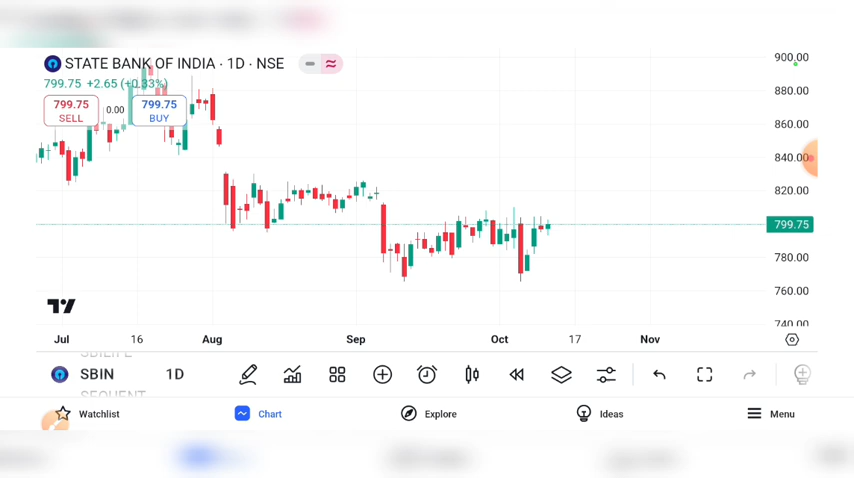 STATE BANK OF INDIA · 1D · NSE
799.75 +2.65 (+0.33%)
799.75 SELL
0.00
799.75 BUY
900.00
880.00
860.00
840.00
820.00
799.75
780.00
760.00
740.00
Jul 16 Aug Sep Oct 17 Nov
SBILIFE
SBIN 1D
SEQUENT
Watchlist Chart Explore Ideas Menu